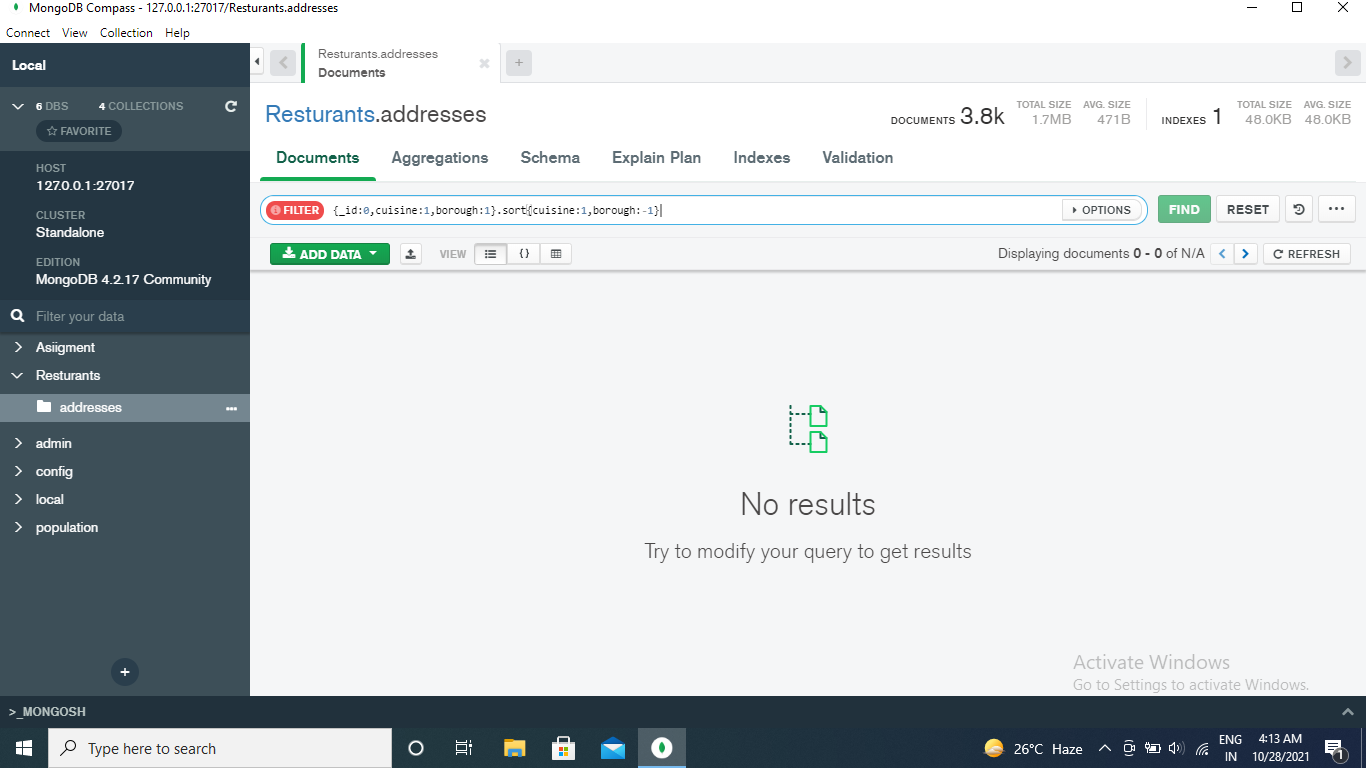 MongoDB Compass - 127.0.0.1:27017/Resturants.addresses
Connect View Collection Help
Local
6 DBS 4 COLLECTIONS
FAVORITE
HOST
127.0.0.1:27017
CLUSTER
Standalone
EDITION
MongoDB 4.2.17 Community
Filter your data
Asiigment
Resturants
addresses
admin
config
local
population
Resturants.addresses
Documents
Resturants.addresses
DOCUMENTS 3.8k TOTAL SIZE 1.7MB AVG. SIZE 471B INDEXES 1 TOTAL SIZE 48.0KB AVG. SIZE 48.0KB
Documents Aggregations Schema Explain Plan Indexes Validation
FILTER {_id:0,cuisine:1,borough:1}.sort{cuisine:1,borough:-1} OPTIONS FIND RESET
ADD DATA VIEW {} Displaying documents 0 - 0 of N/A REFRESH
No results
Try to modify your query to get results
Activate Windows
Go to Settings to activate Windows.
>_MONGOSH
Type here to search
26°C Haze
ENG
IN
4:13 AM
10/28/2021
1